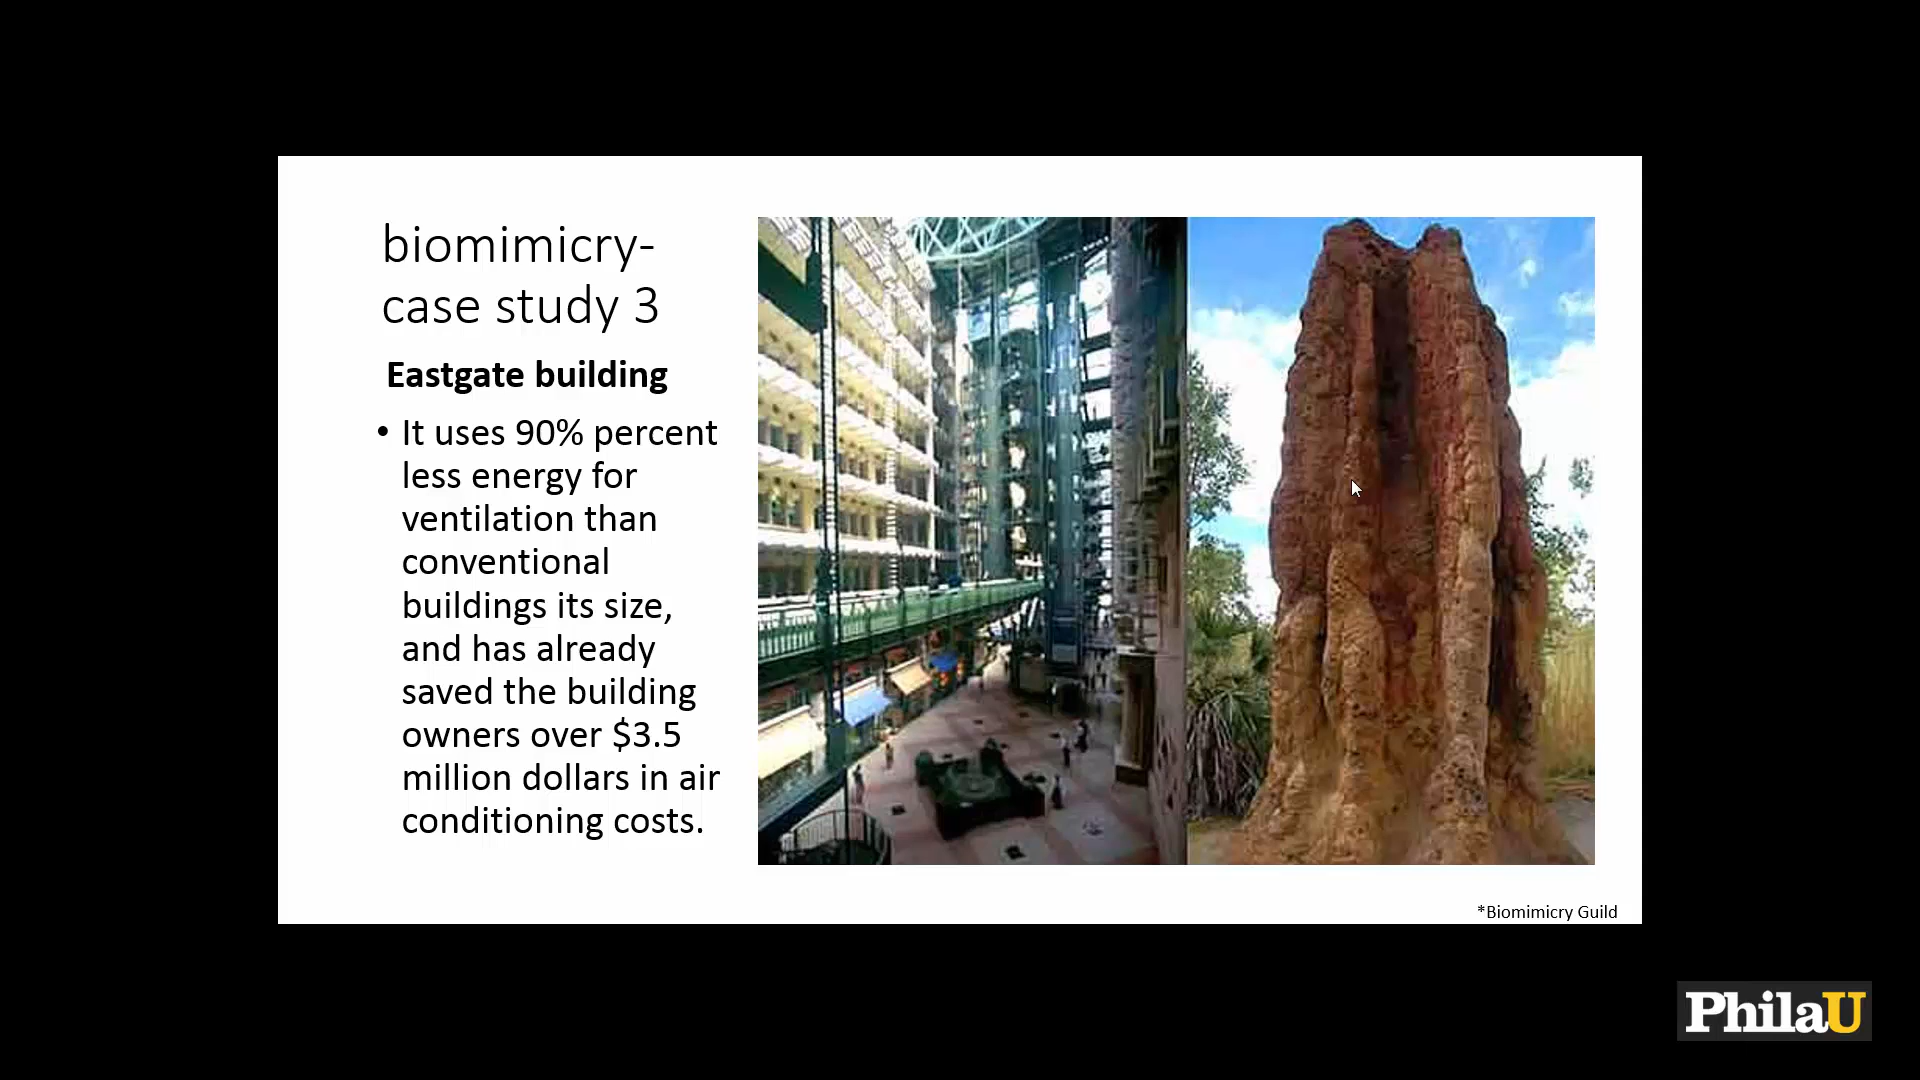 biomimicry-
case study 3
Eastgate building
• It uses 90% percent
less energy for
ventilation than
conventional
buildings its size,
and has already
saved the building
owners over $3.5
million dollars in air
conditioning costs.
*Biomimicry Guild
PhilaU